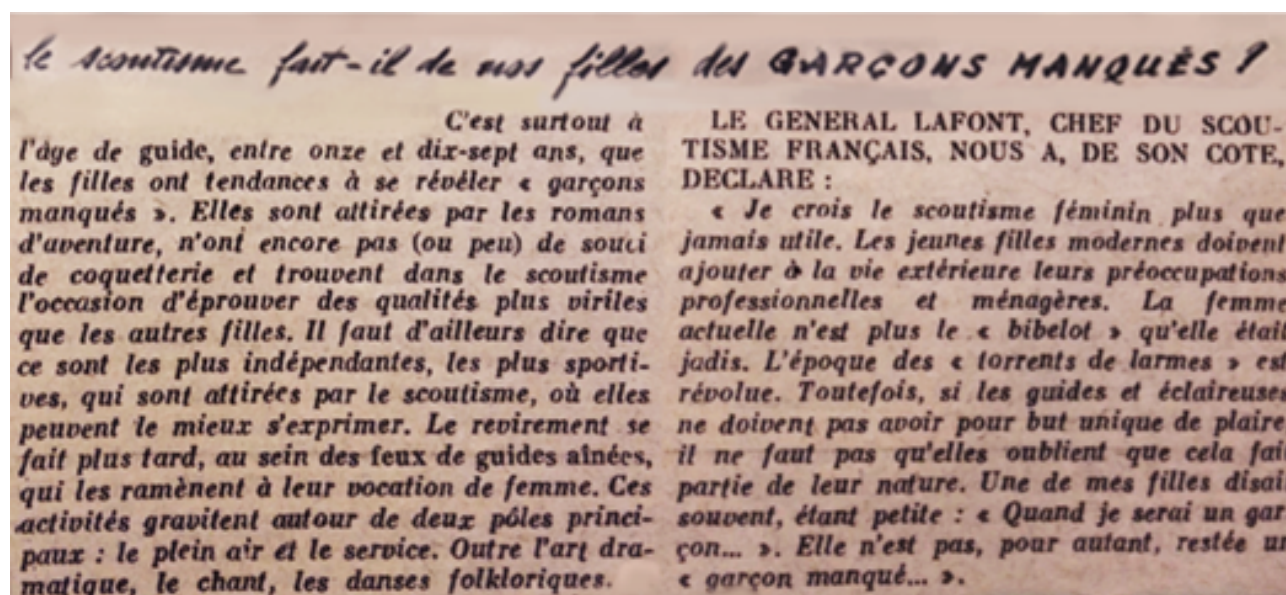 le scoutisme fait-il de nos filles des GARÇONS MANQUÉS ?
C'est surtout à
l'âge de guide, entre onze et dix-sept ans, que
les filles ont tendances à se révéler « garçons
manqués ». Elles sont attirées par les romans
d'aventure, n'ont encore pas (ou peu) de souci
de coquetterie et trouvent dans le scoutisme
l'occasion d'éprouver des qualités plus viriles
que les autres filles. Il faut d'ailleurs dire que
ce sont les plus indépendantes, les plus sporti-
ves, qui sont attirées par le scoutisme, où elles
peuvent le mieux s'exprimer. Le revirement se
fait plus tard, au sein des feux de guides aînées,
qui les ramènent à leur vocation de femme. Ces
activités gravitent autour de deux pôles princi-
paux : le plein air et le service. Outre l'art dra-
matique, le chant, les danses folkloriques.
LE GENERAL LAFONT, CHEF DU SCOU-
TISME FRANÇAIS, NOUS A, DE SON COTE,
DECLARE :
« Je crois le scoutisme féminin plus que
jamais utile. Les jeunes filles modernes doivent
ajouter à la vie extérieure leurs préoccupations
professionnelles et ménagères. La femme
actuelle n'est plus le « bibelot » qu'elle étai
jadis. L'époque des « torrents de larmes » est
révolue. Toutefois, si les guides et éclaireuses
ne doivent pas avoir pour but unique de plaire,
il ne faut pas qu'elles oublient que cela fai
partie de leur nature. Une de mes filles disai
souvent, étant petite : « Quand je serai un gar
çon... ». Elle n'est pas, pour autant, restée un
« garçon manqué... ».